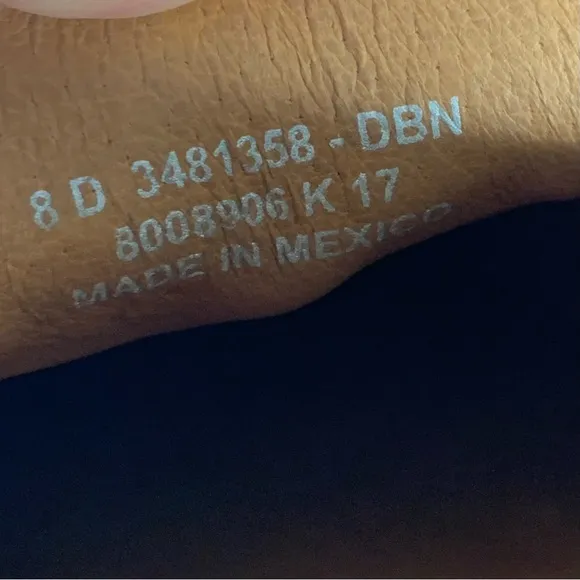 8 D 3481358 - DBN
8008906 K 17
MADE IN MEXICO